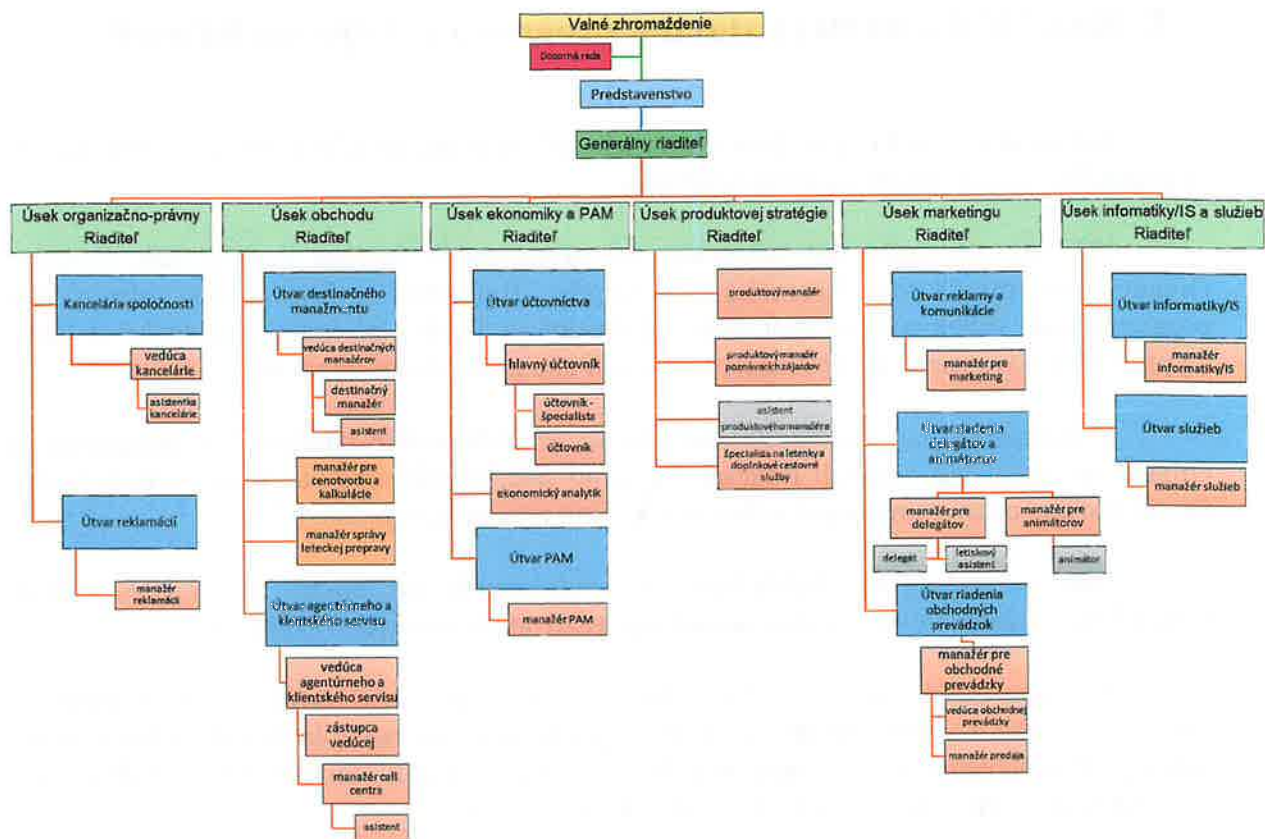 Valné zhromaždenie
Dozorná rada
Predstavenstvo
Generálny riaditeľ
Úsek organizačno-právny
Riaditeľ
Kancelária spoločnosti
vedúca
kancelárie
asistentka
kancelárie
Útvar reklamácií
manažér
reklamácií
Úsek obchodu
Riaditeľ
Útvar destinačného
manažmentu
vedúca destinačných
manažérov
destinačný
manažér
asistent
manažér pre
cenotvorbu a
kalkulácie
manažér správy
leteckej prepravy
Útvar agentúrneho a
klientského servisu
vedúca
agentúrneho a
klientského servisu
zástupca
vedúcej
manažér call
centra
asistent
Úsek ekonomiky a PAM
Riaditeľ
Útvar účtovníctva
hlavný účtovník
účtovník-
špecialista
účtovník
ekonomický analytik
Útvar PAM
manažér PAM
Úsek produktovej stratégie
Riaditeľ
produktový manažér
produktový manažér
poznávacích zájazdov
asistent
produktového manažéra
špecialista na letenky a
doplnkové cestovné
služby
Úsek marketingu
Riaditeľ
Útvar reklamy a
komunikácie
manažér pre
marketing
Útvar riadenia
delegátov a
animátorov
manažér pre
delegátov
manažér pre
animátorov
delegát
letiskový
asistent
animátor
Útvar riadenia
obchodných
prevádzok
manažér pre
obchodné
prevádzky
vedúca obchodnej
prevádzky
manažér predaja
Úsek infomatiky/IS a služieb
Riaditeľ
Útvar informatiky/IS
manažér
informatiky/IS
Útvar služieb
manažér služieb